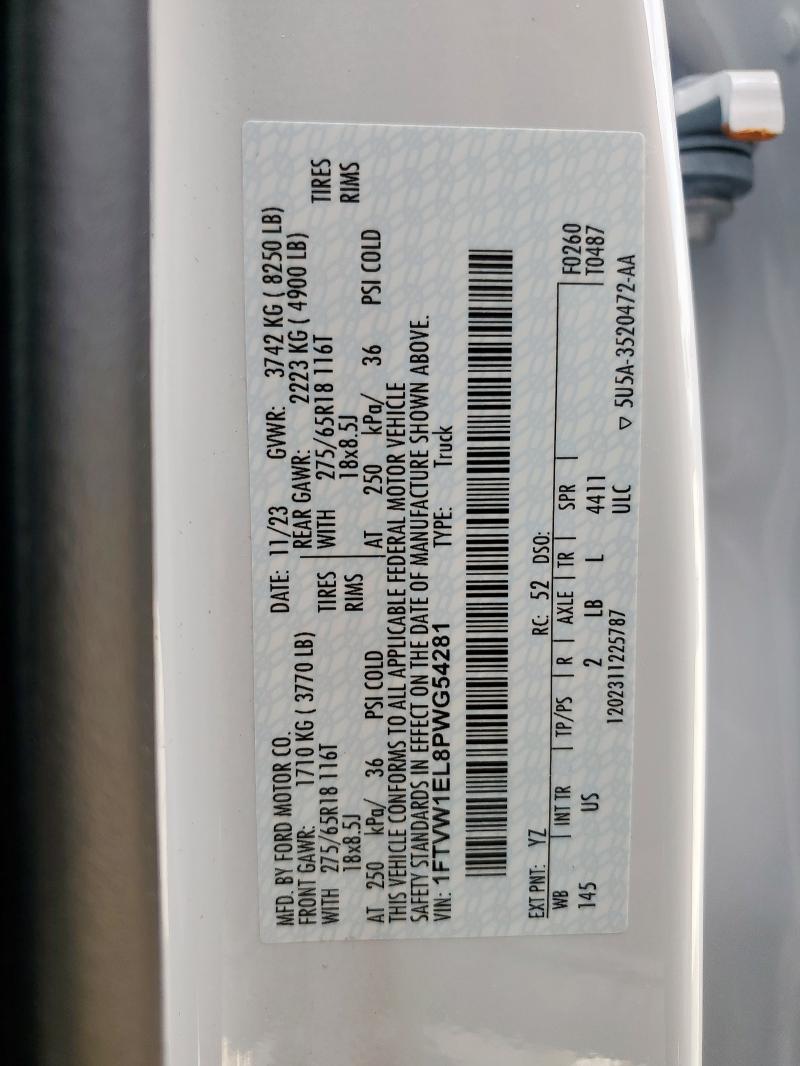 MFD. BY FORD MOTOR CO.
DATE: 11/23 GVWR: 3742 KG ( 8250 LB)
FRONT GAWR: 1710 KG ( 3770 LB) REAR GAWR: 2223 KG ( 4900 LB)
WITH 275/65R18 116T TIRES WITH 275/65R18 116T TIRES
18x8.5J RIMS 18x8.5J RIMS
AT 250 kPa/ 36 PSI COLD AT 250 kPa/ 36 PSI COLD
THIS VEHICLE CONFORMS TO ALL APPLICABLE FEDERAL MOTOR VEHICLE
SAFETY STANDARDS IN EFFECT ON THE DATE OF MANUFACTURE SHOWN ABOVE.
VIN: 1FTVW1EL8PWG54281 TYPE: Truck
EXT PNT: YZ RC: 52 DSO:
WB INT TR TP/PS R AXLE TR SPR F0260
145 US 2 LB L 4411 T0487
1202311225787 ULC ▽ 5U5A-3520472-AA